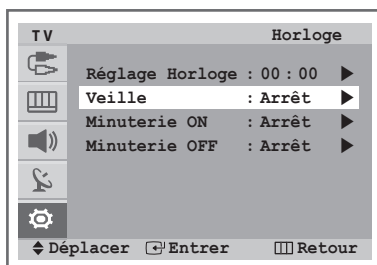 TV Horloge
Réglage Horloge : 00 : 00
Veille : Arrêt
Minuterie ON : Arrêt
Minuterie OFF : Arrêt
Déplacer Entrer Retour